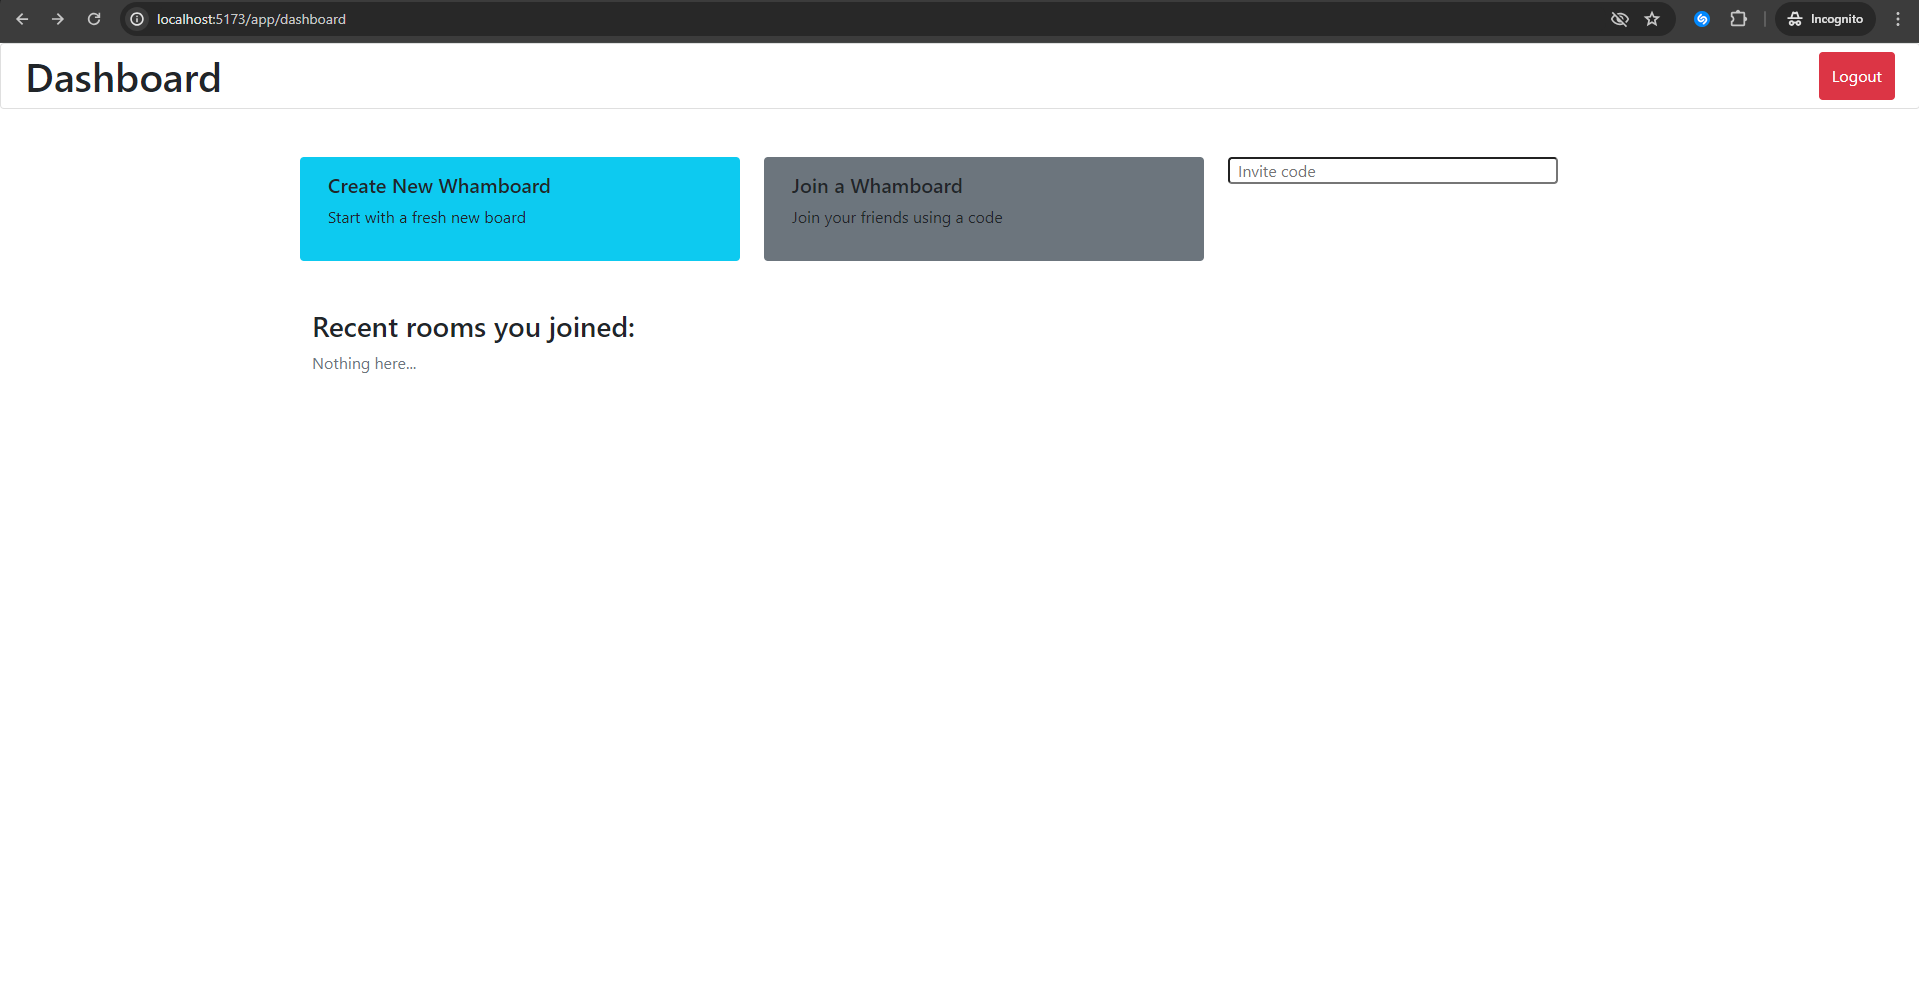 localhost:5173/app/dashboard
Incognito
Dashboard
Logout
Create New Whamboard
Start with a fresh new board
Join a Whamboard
Join your friends using a code
Invite code
Recent rooms you joined:
Nothing here...